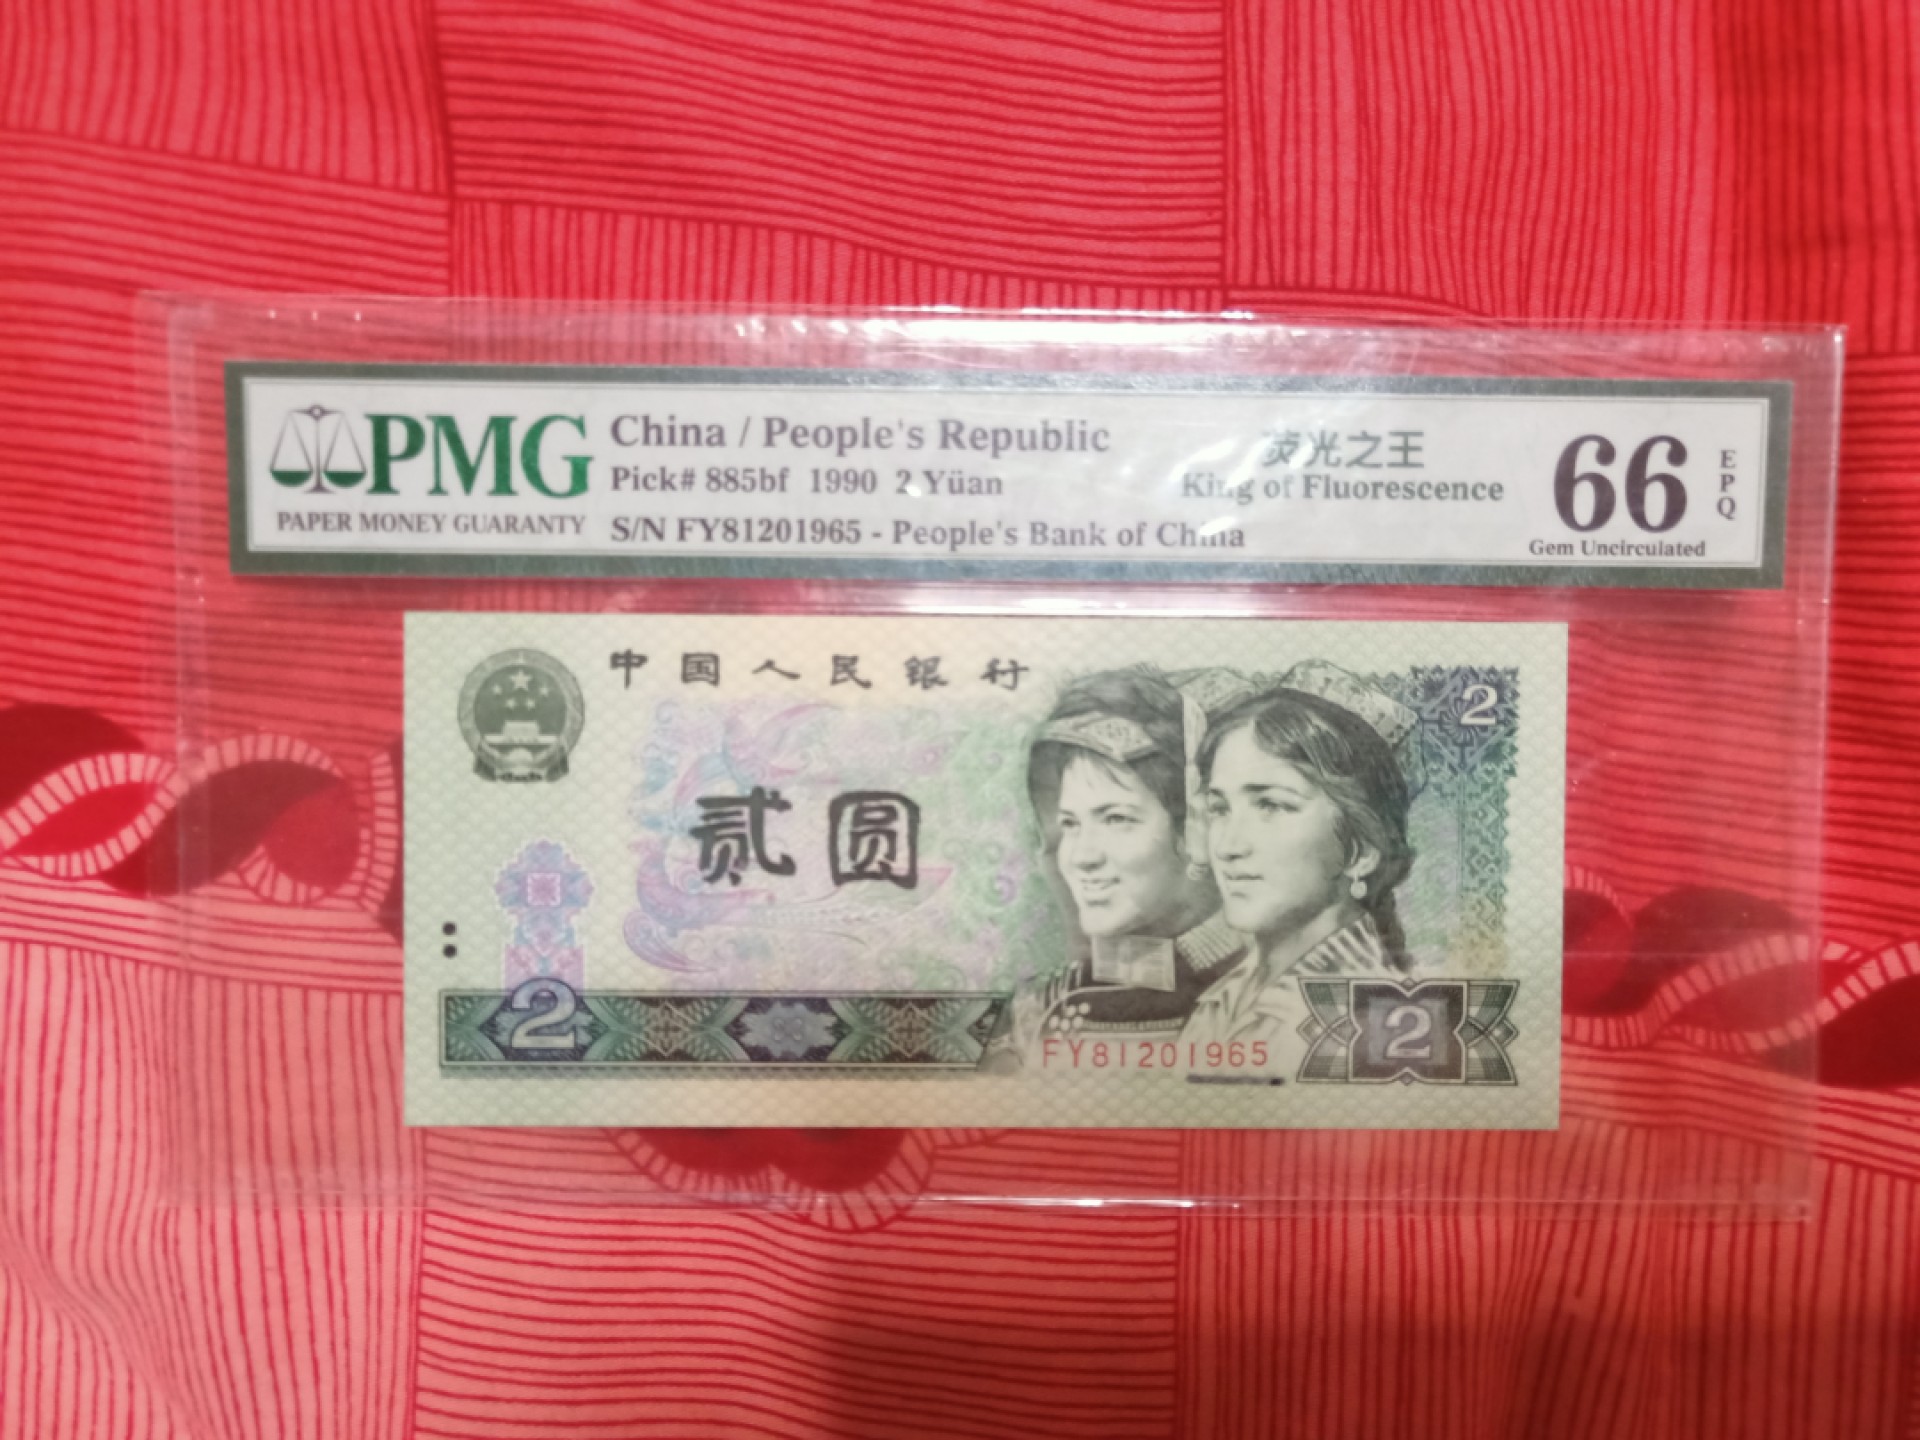 PMG
PAPER MONEY GUARANTY
China / People's Republic
Pick# 885bf 1990 2 Yüan
S/N FY81201965 - People's Bank of China
荧光之王
King of Fluorescence
66
EPQ
Gem Uncirculated
中国人民银行
2
贰圆
2
FY81201965
2